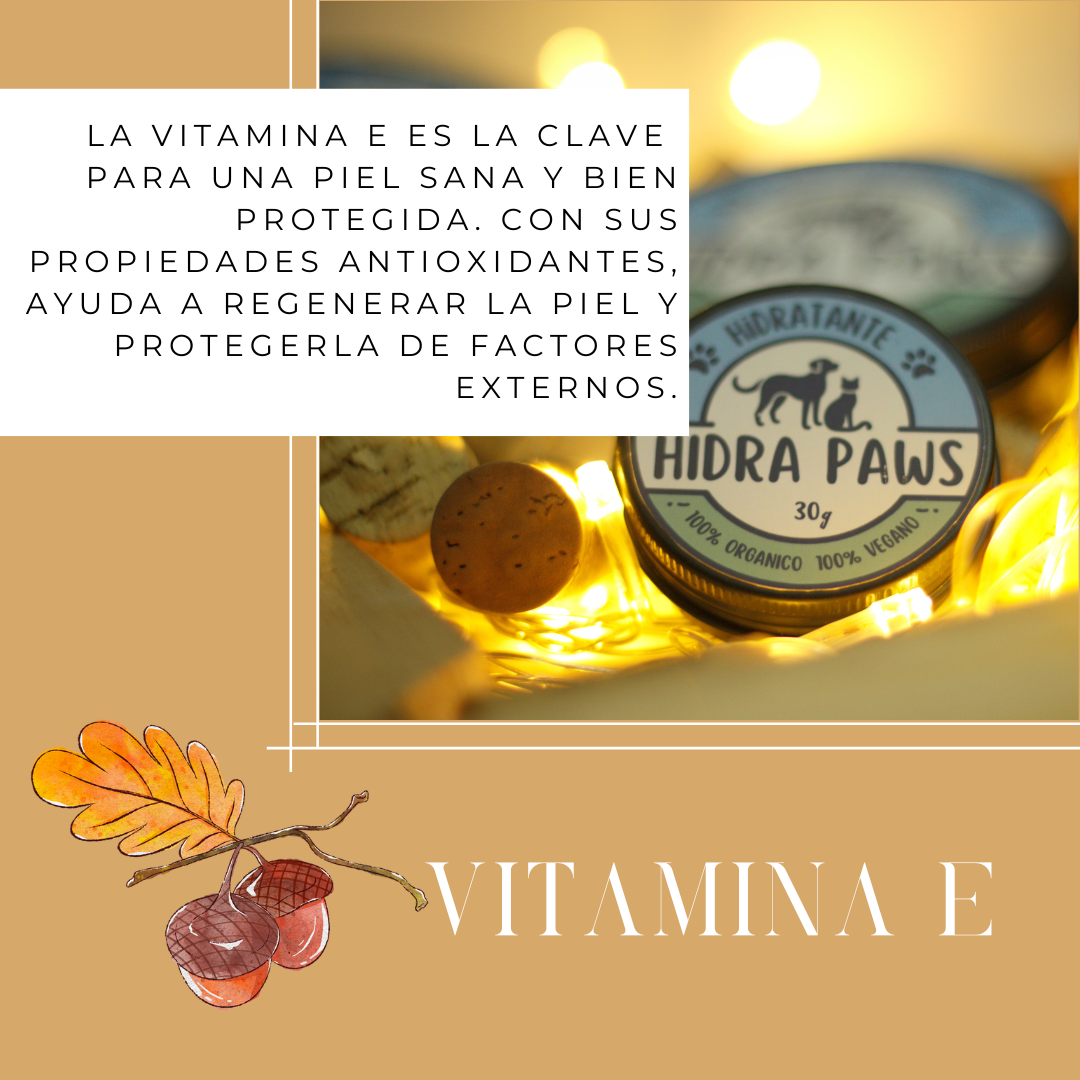 LA VITAMINA E ES LA CLAVE
PARA UNA PIEL SANA Y BIEN
PROTEGIDA. CON SUS
PROPIEDADES ANTIOXIDANTES,
AYUDA A REGENERAR LA PIEL Y
PROTEGERLA DE FACTORES
EXTERNOS.
HIDRATANTE
HIDRA PAWS
30g
100% ORGANICO 100% VEGANO
VITAMINA E